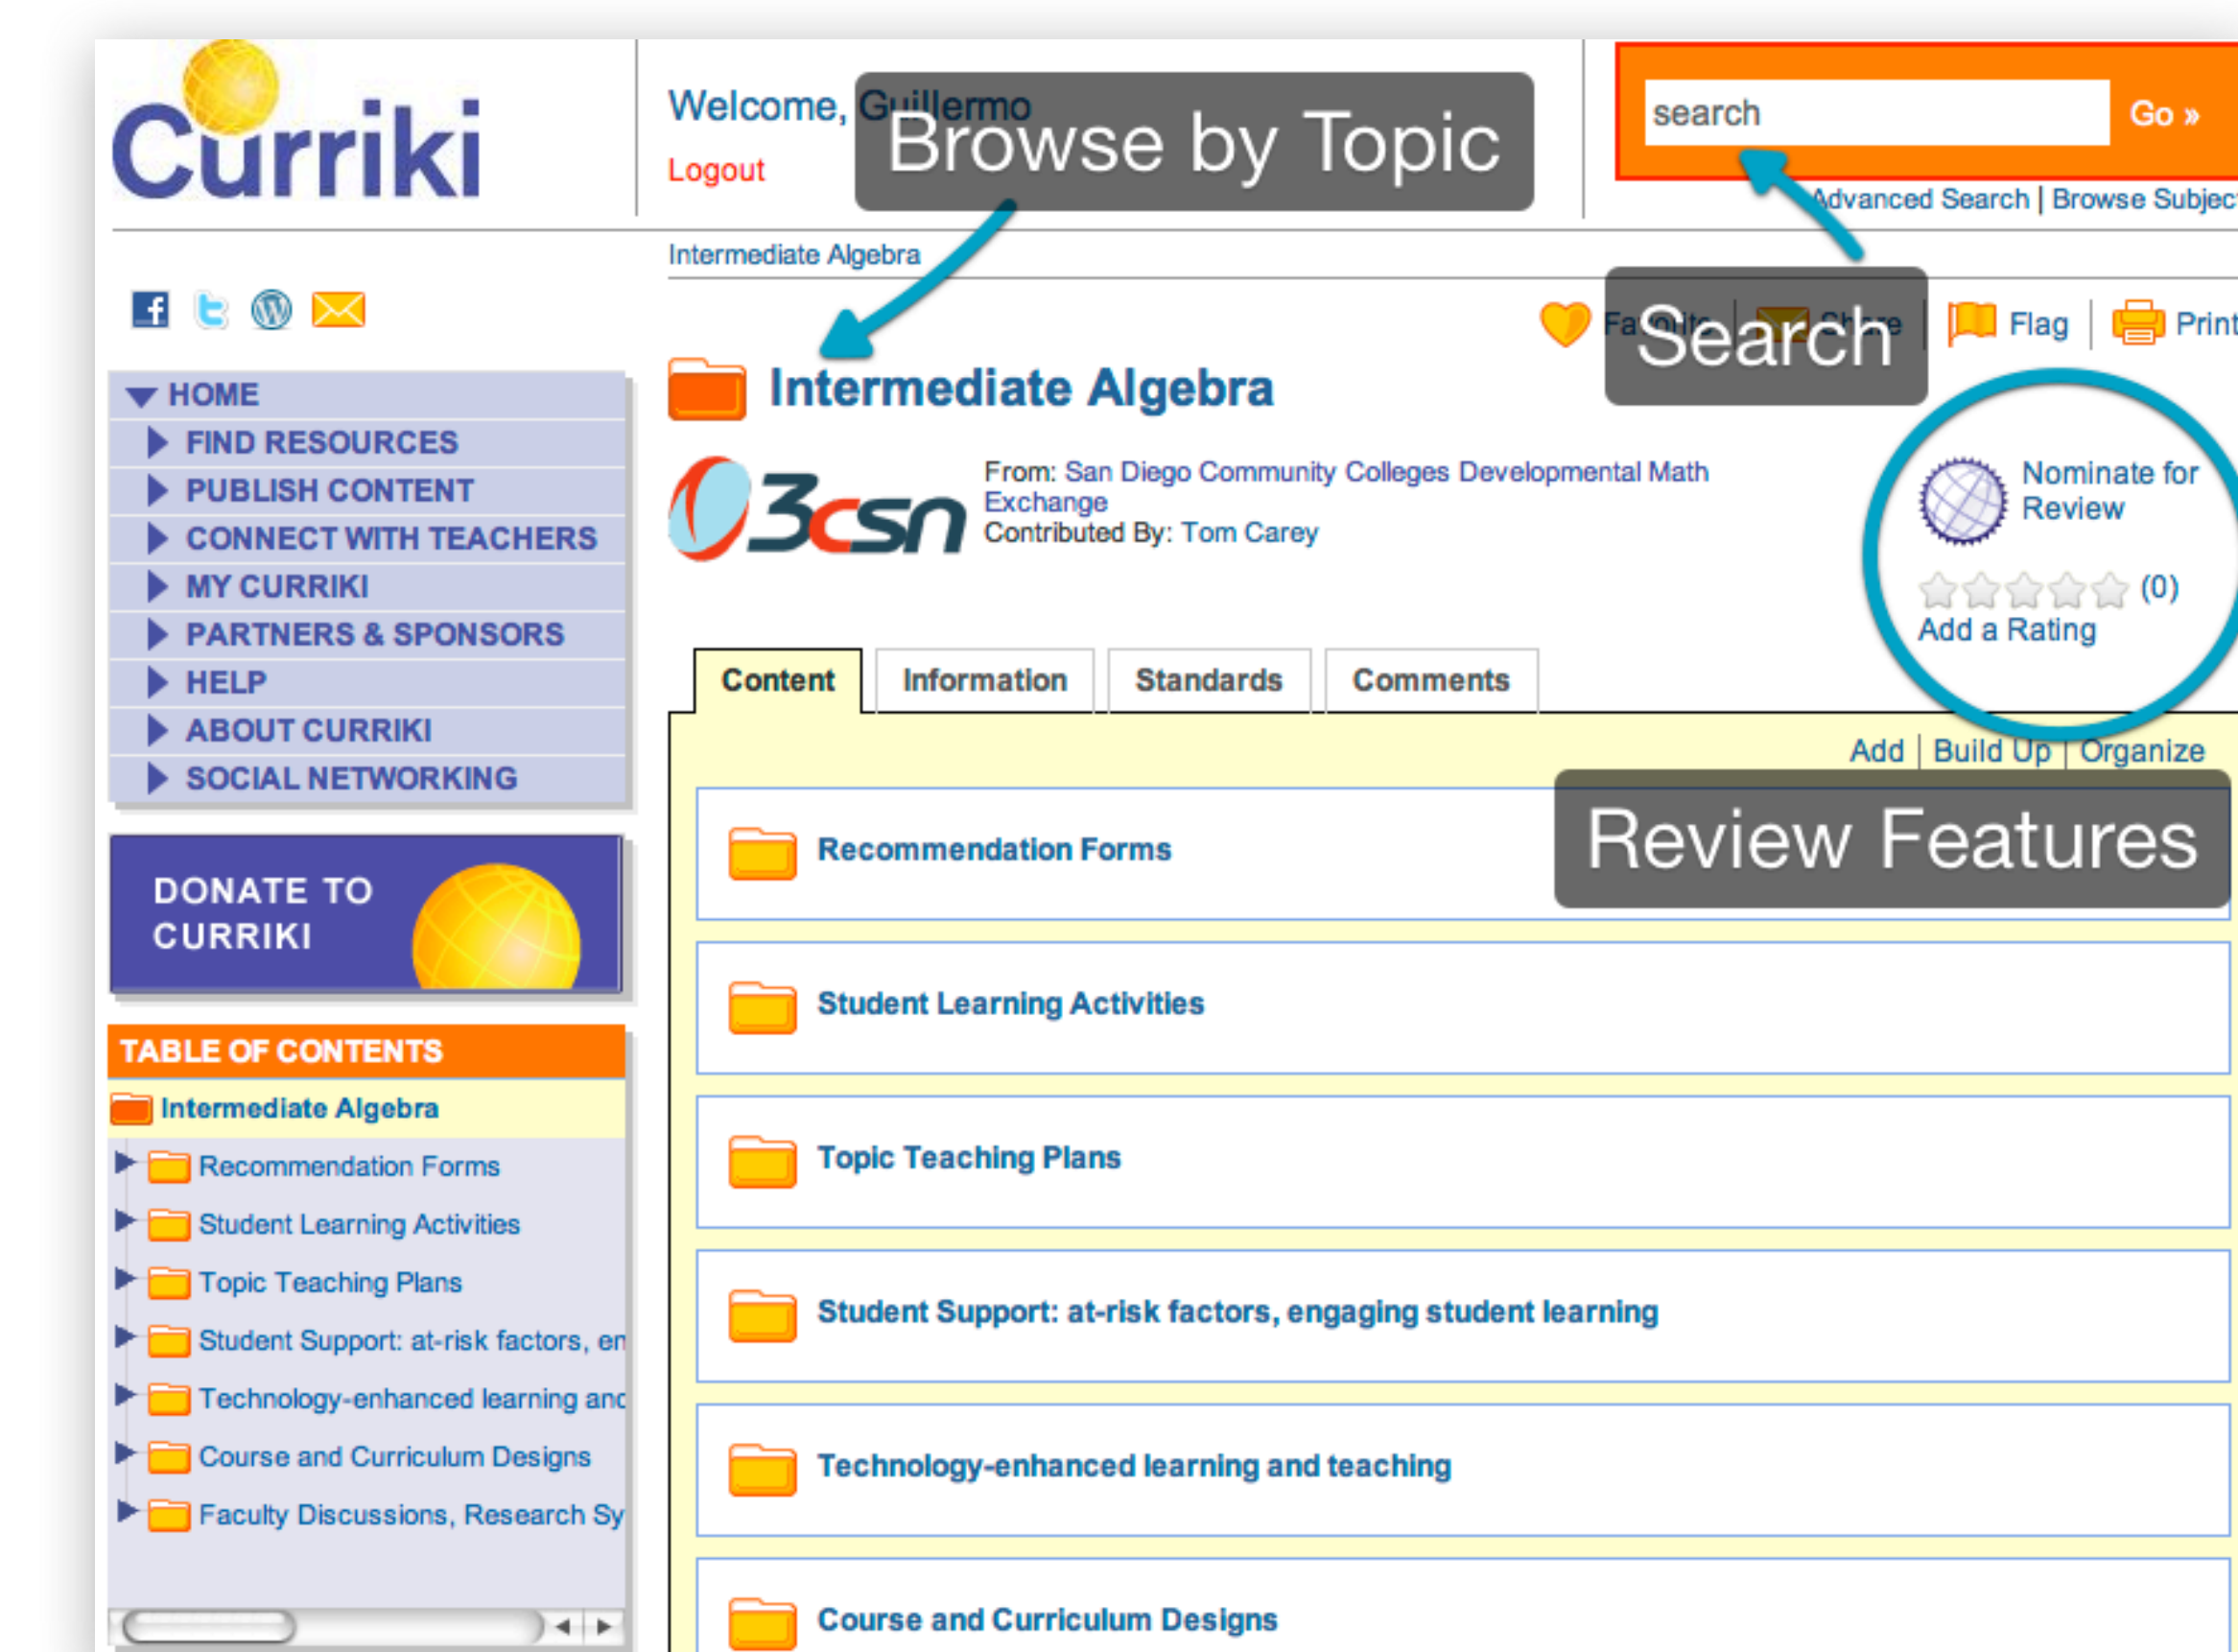 Curriki
Welcome, Guillermo
Logout
Browse by Topic
search
Go »
Advanced Search | Browse Subject
Intermediate Algebra
Favorite
Share
Flag
Print
Search
HOME
FIND RESOURCES
PUBLISH CONTENT
CONNECT WITH TEACHERS
MY CURRIKI
PARTNERS & SPONSORS
HELP
ABOUT CURRIKI
SOCIAL NETWORKING
DONATE TO
CURRIKI
TABLE OF CONTENTS
Intermediate Algebra
Recommendation Forms
Student Learning Activities
Topic Teaching Plans
Student Support: at-risk factors, en
Technology-enhanced learning and
Course and Curriculum Designs
Faculty Discussions, Research Sy
Intermediate Algebra
3csn
From: San Diego Community Colleges Developmental Math
Exchange
Contributed By: Tom Carey
Nominate for
Review
(0)
Add a Rating
Content
Information
Standards
Comments
Add | Build Up | Organize
Review Features
Recommendation Forms
Student Learning Activities
Topic Teaching Plans
Student Support: at-risk factors, engaging student learning
Technology-enhanced learning and teaching
Course and Curriculum Designs